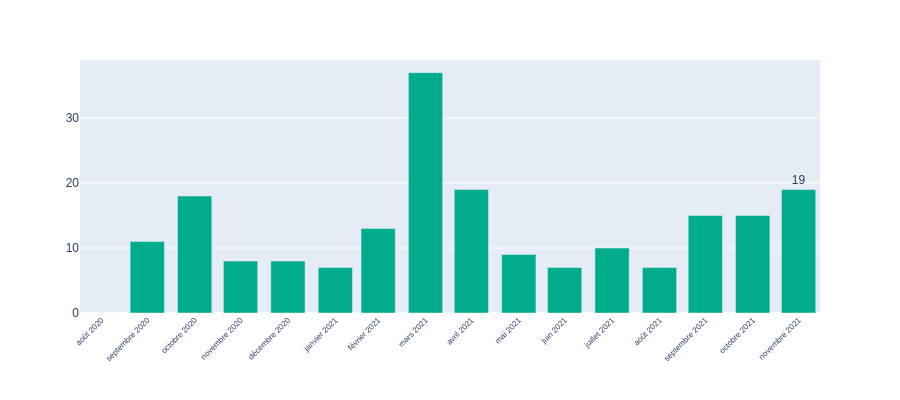 30
20
10
0
19
août 2020
septembre 2020
octobre 2020
novembre 2020
décembre 2020
janvier 2021
février 2021
mars 2021
avril 2021
mai 2021
juin 2021
juillet 2021
août 2021
septembre 2021
octobre 2021
novembre 2021